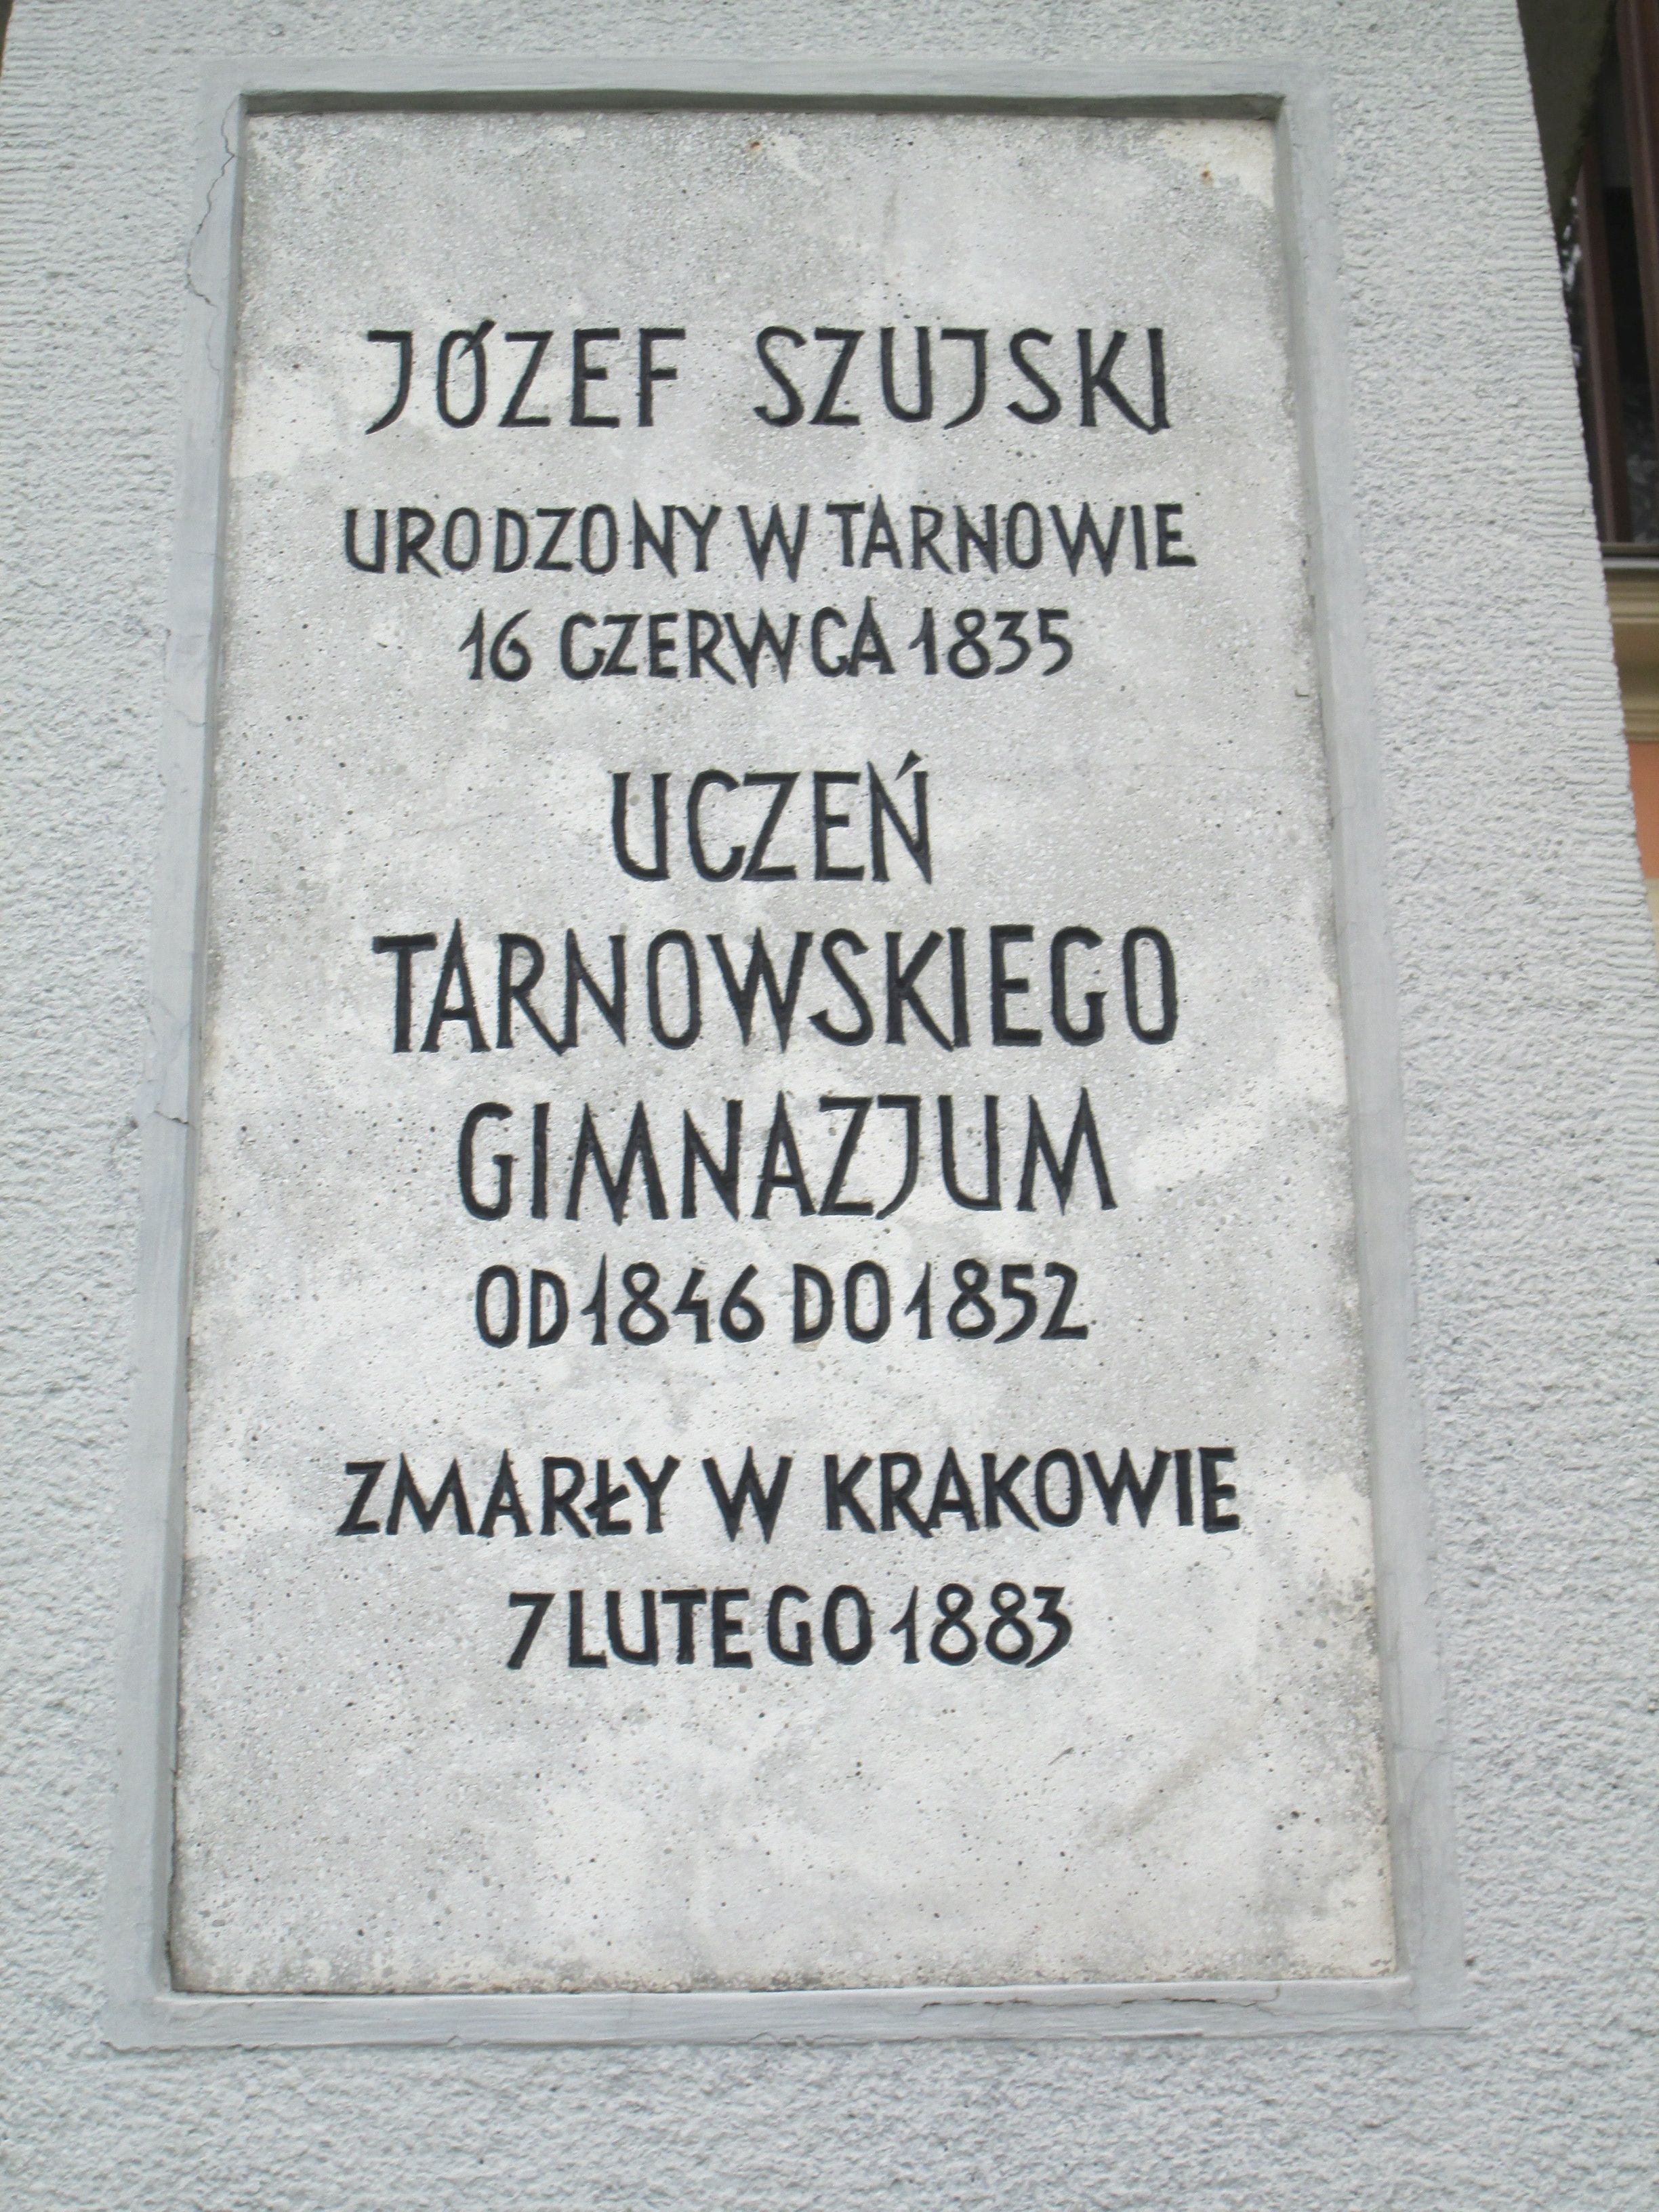 JÓZEF SZUJSKI
URODZONY W TARNOWIE
16 CZERWCA 1835
UCZEŃ
TARNOWSKIEGO
GIMNAZJUM
OD 1846 DO 1852
ZMARŁY W KRAKOWIE
7 LUTEGO 1883